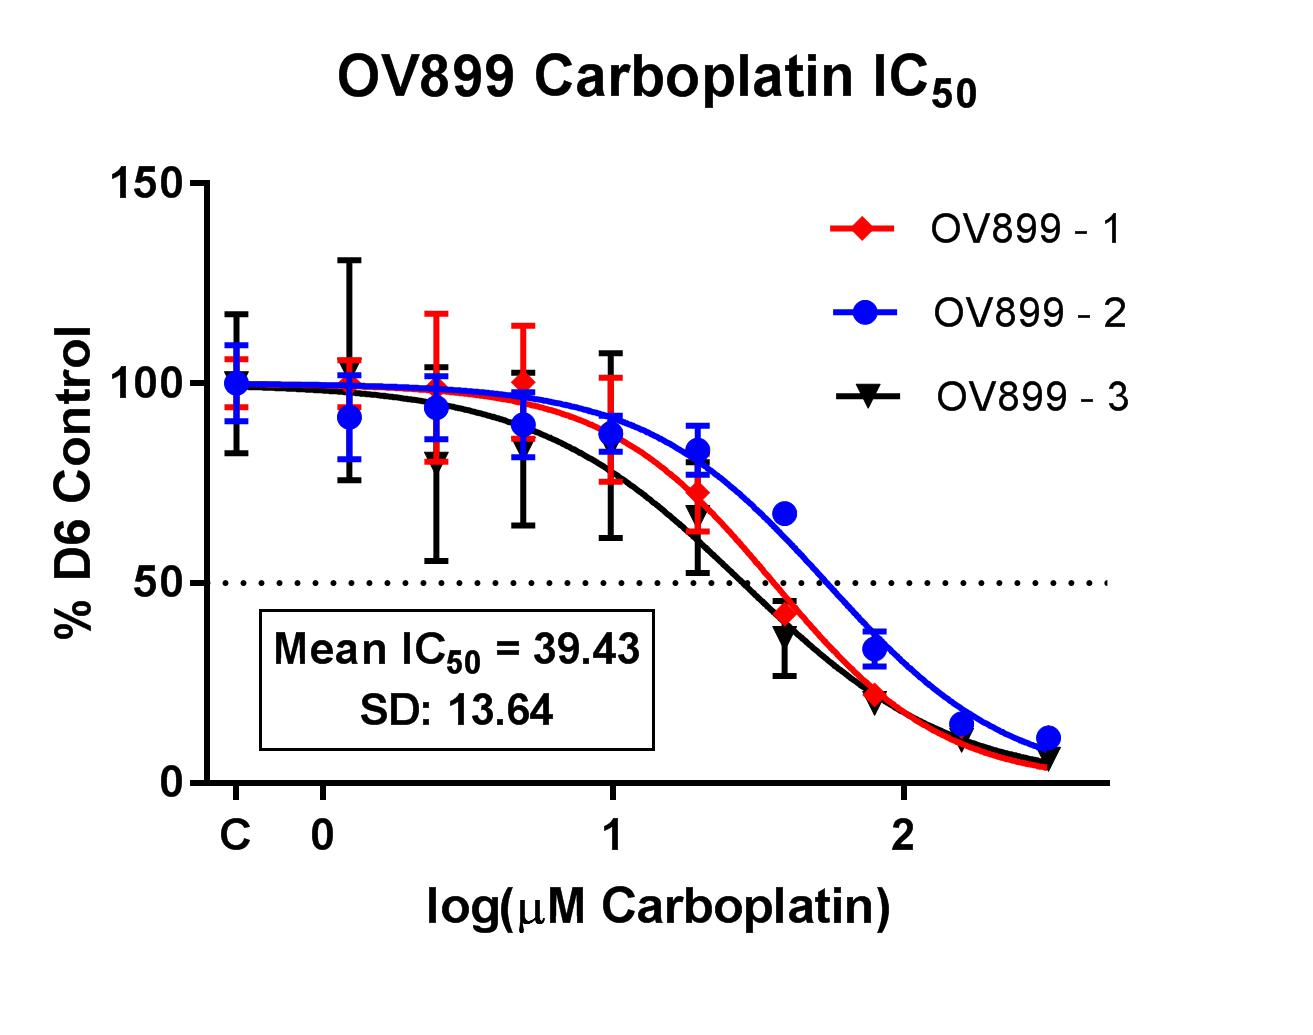 OV899 Carboplatin IC50
150
100
50
0
% D6 Control
OV899 - 1
OV899 - 2
OV899 - 3
Mean IC50 = 39.43
SD: 13.64
C 0 1 2
log(μM Carboplatin)